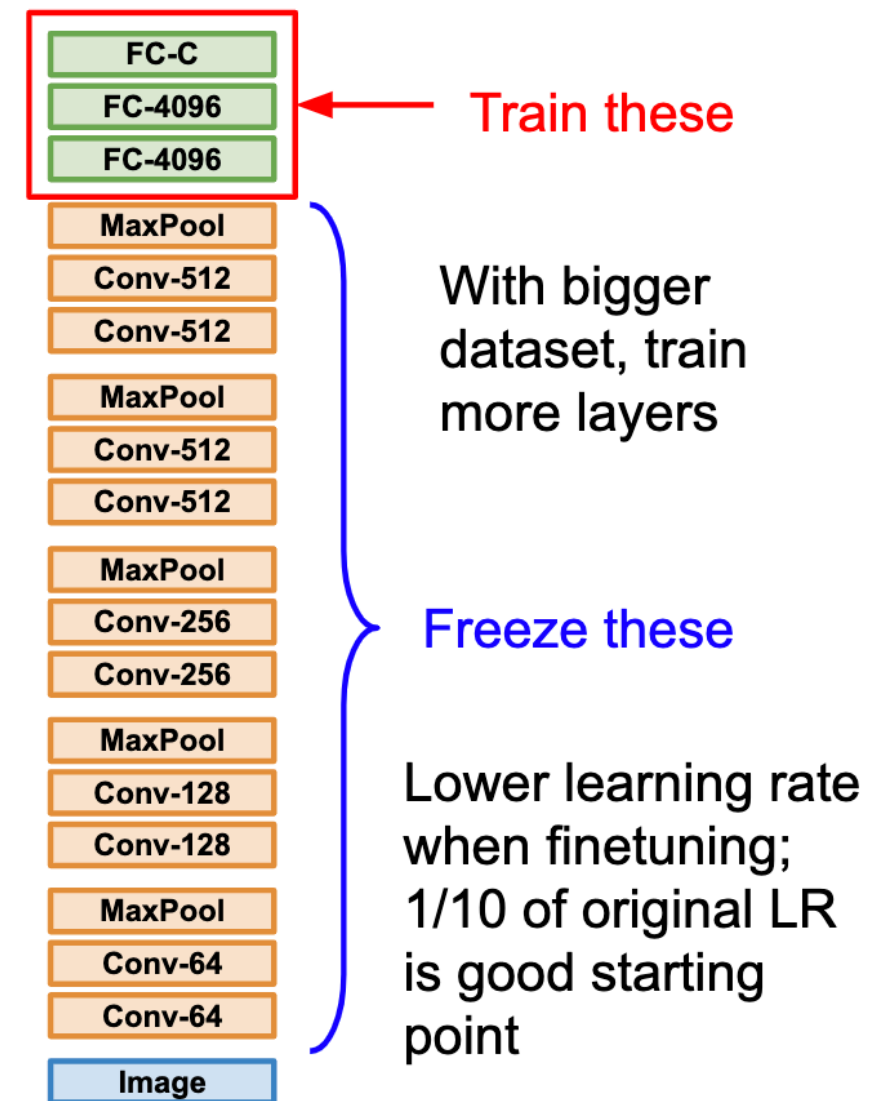 FC-C
FC-4096
FC-4096
Train these
MaxPool
Conv-512
Conv-512
MaxPool
Conv-512
Conv-512
MaxPool
Conv-256
Conv-256
MaxPool
Conv-128
Conv-128
MaxPool
Conv-64
Conv-64
Image
With bigger
dataset, train
more layers
Freeze these
Lower learning rate
when finetuning;
1/10 of original LR
is good starting
point